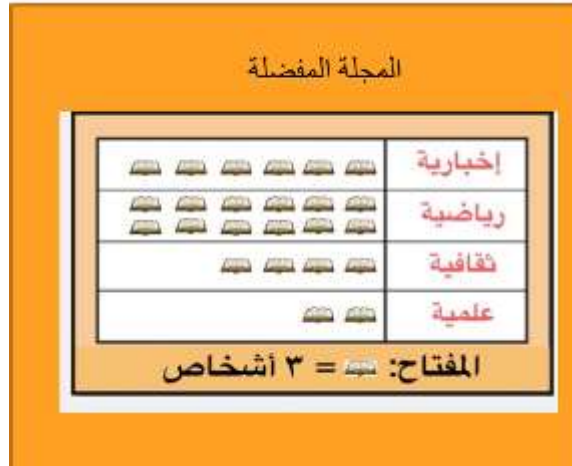 المجلة المفضلة
إخبارية
رياضية
ثقافية
علمية
المفتاح: = ٣ أشخاص